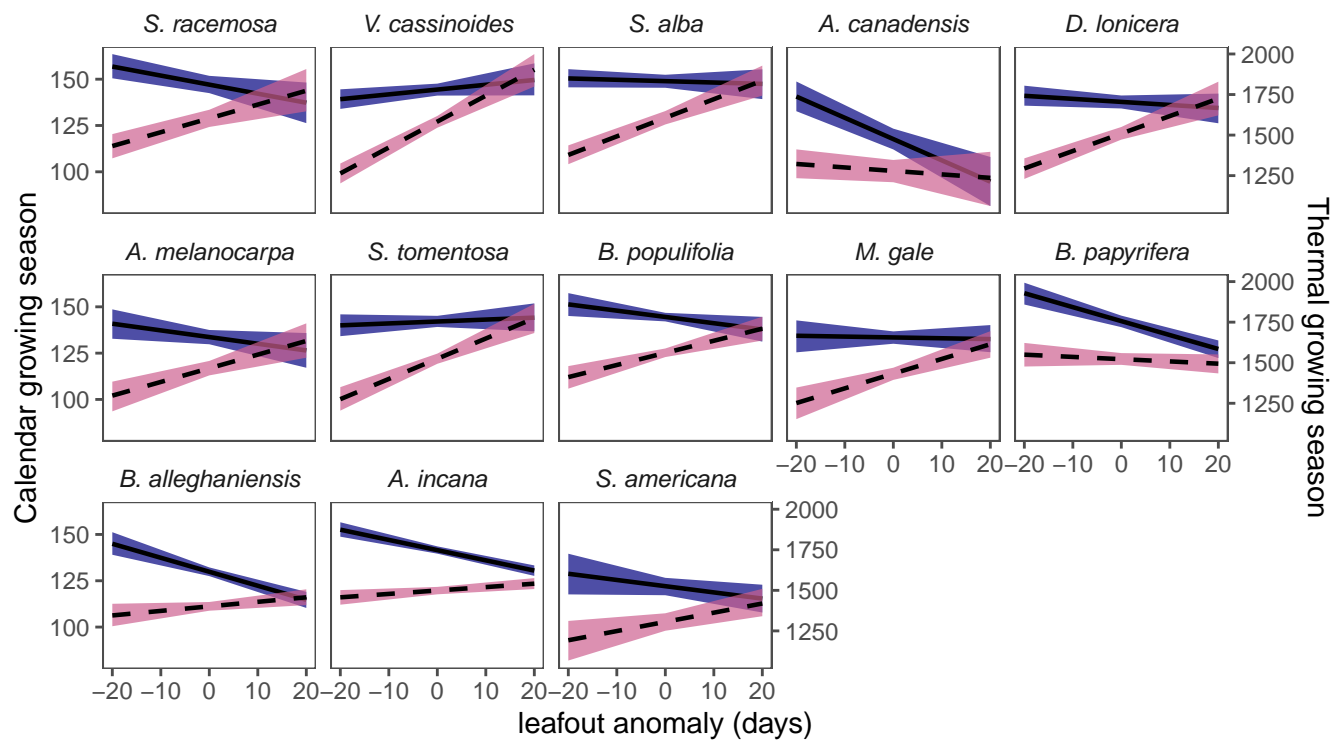 S. racemosa V. cassinoides S. alba A. canadensis D. lonicera
150
125
100
2000
1750
1500
1250
A. melanocarpa S. tomentosa B. populifolia M. gale B. papyrifera
150
125
100
2000
1750
1500
1250
−20 −10 0 10 20 −20 −10 0 10 20
B. alleghaniensis A. incana S. americana
150
125
100
2000
1750
1500
1250
−20 −10 0 10 20 −20 −10 0 10 20 −20 −10 0 10 20
leafout anomaly (days)
Calendar growing season
Thermal growing season